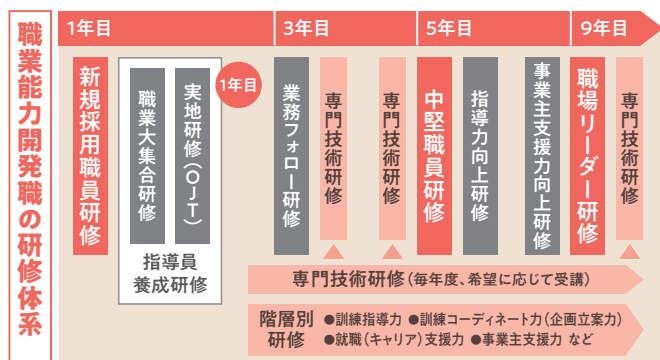 職業能力開発職の研修体系
1年目
3年目
5年目
9年目
新規採用職員研修
職業大集合研修
実地研修(OJT)
指導員
養成研修
1年目
業務フォロー研修
専門技術研修
専門技術研修
中堅職員研修
指導力向上研修
事業主支援力向上研修
職場リーダー研修
専門技術研修
専門技術研修(毎年度、希望に応じて受講)
階層別
研修
●訓練指導力 ●訓練コーディネート力(企画立案力)
●就職(キャリア)支援力 ●事業主支援力 など